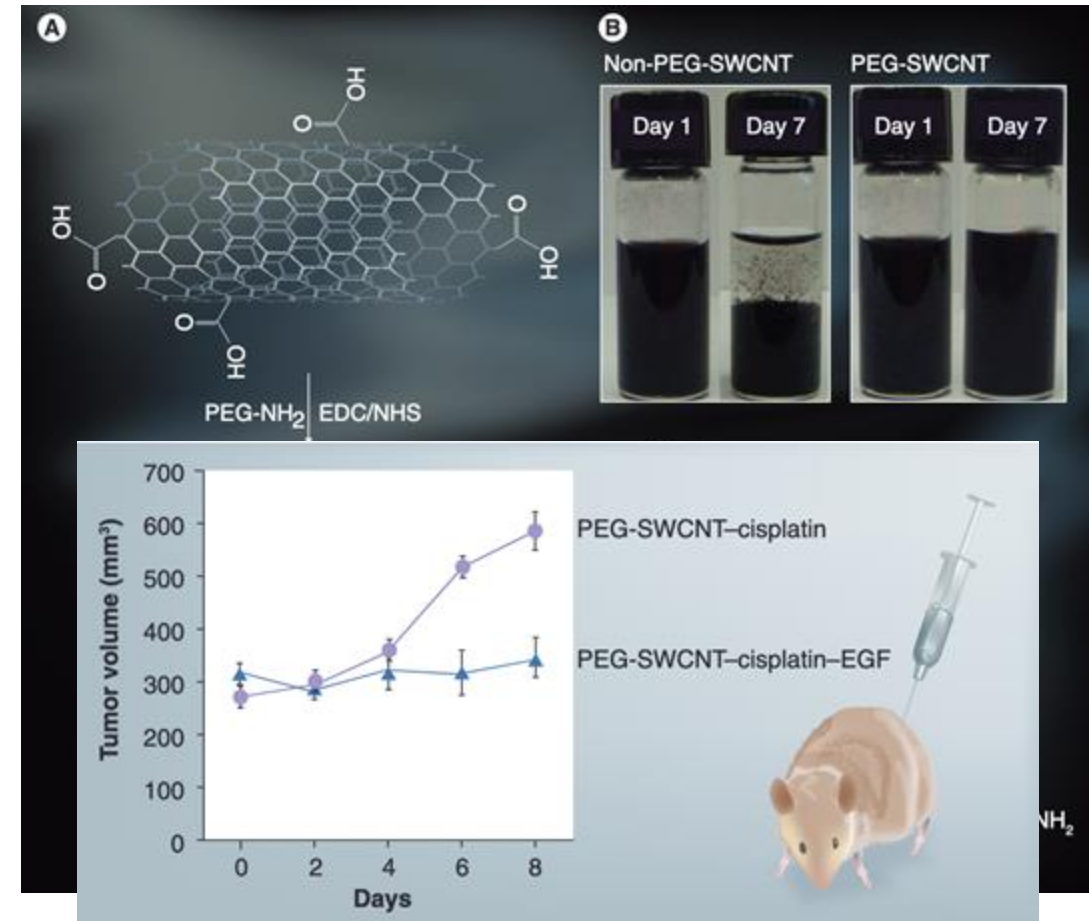 A
OH
O
OH
O
O
OH
O
OH
PEG-NH₂ EDC/NHS
B
Non-PEG-SWCNT PEG-SWCNT
Day 1 Day 7 Day 1 Day 7
Tumor volume (mm³)
700
600
500
400
300
200
100
0
0 2 4 6 8
Days
PEG-SWCNT–cisplatin
PEG-SWCNT–cisplatin–EGF
NH₂